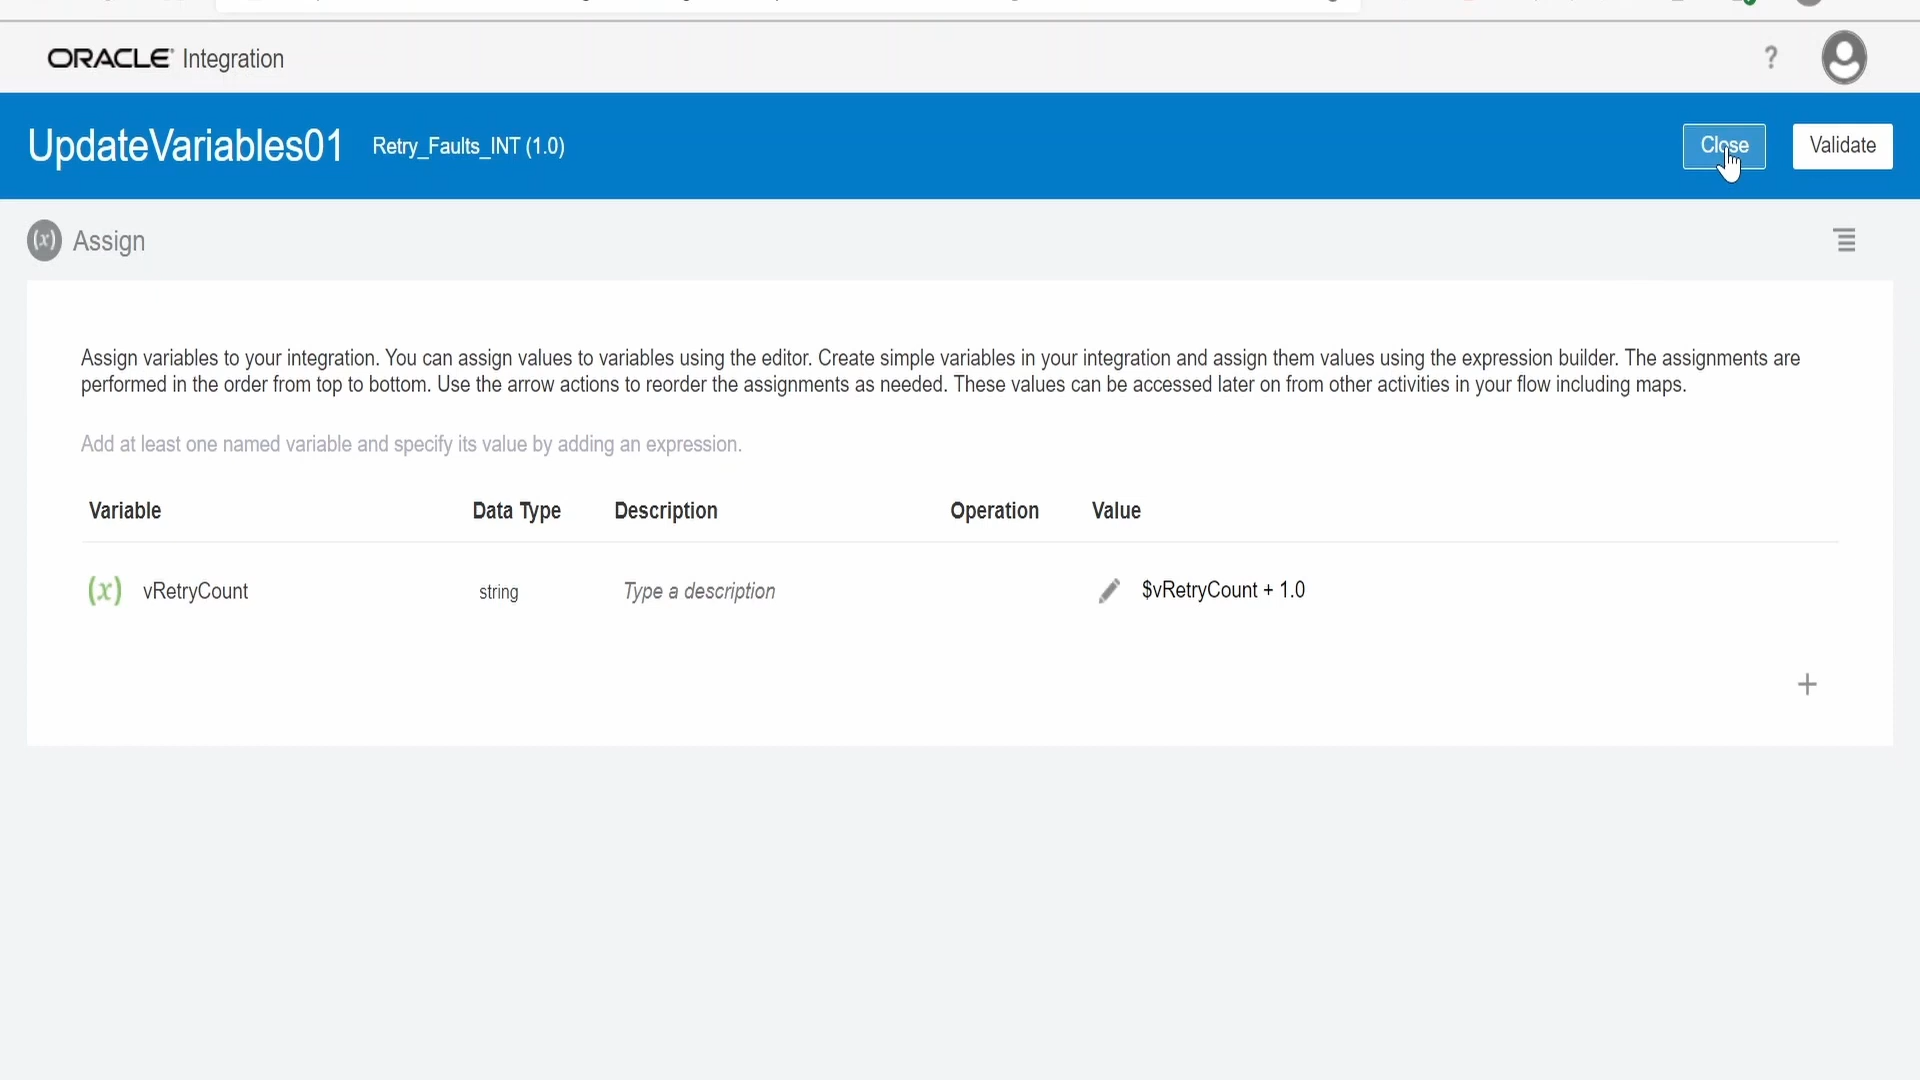 ORACLE Integration
?
UpdateVariables01 Retry_Faults_INT (1.0) Close Validate
(x) Assign
Assign variables to your integration. You can assign values to variables using the editor. Create simple variables in your integration and assign them values using the expression builder. The assignments are
performed in the order from top to bottom. Use the arrow actions to reorder the assignments as needed. These values can be accessed later on from other activities in your flow including maps.
Add at least one named variable and specify its value by adding an expression.
Variable Data Type Description Operation Value
(x) vRetryCount string Type a description $vRetryCount + 1.0
+